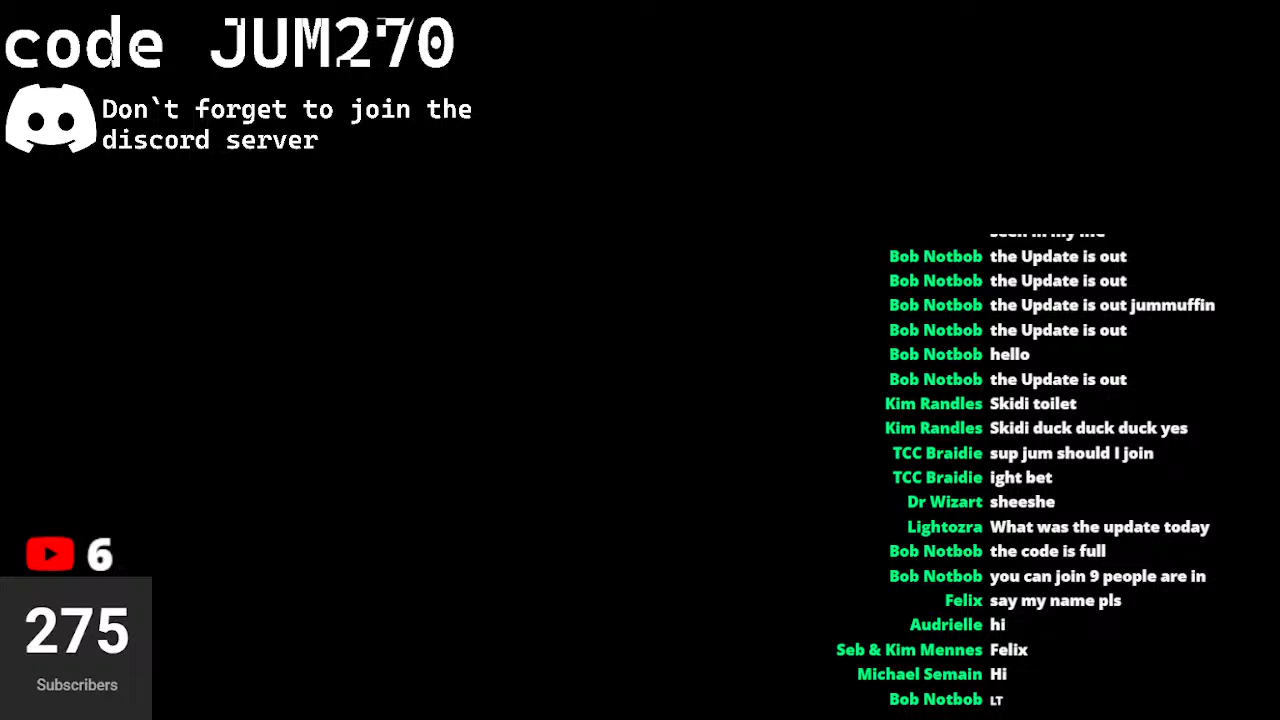 code JUM270
Don`t forget to join the
discord server
seen in my life
Bob Notbob the Update is out
Bob Notbob the Update is out
Bob Notbob the Update is out jummuffin
Bob Notbob the Update is out
Bob Notbob hello
Bob Notbob the Update is out
Kim Randles Skidi toilet
Kim Randles Skidi duck duck duck yes
TCC Braidie sup jum should I join
TCC Braidie ight bet
Dr Wizart sheeshe
Lightozra What was the update today
Bob Notbob the code is full
Bob Notbob you can join 9 people are in
Felix say my name pls
Audrielle hi
Seb & Kim Mennes Felix
Michael Semain Hi
Bob Notbob LT
6
275
Subscribers